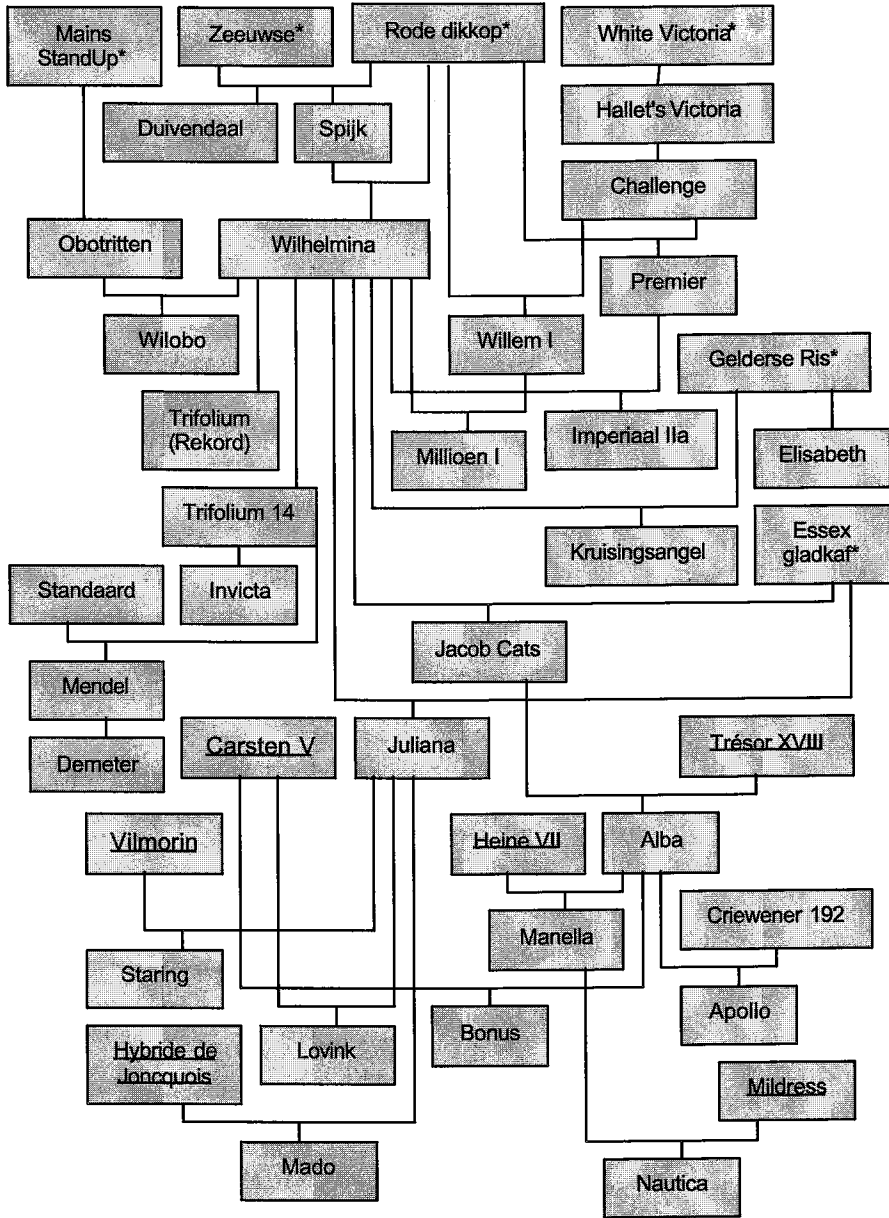 Mains
StandUp*
Zeeuwse*
Rode dikkop*
White Victoria*
Hallet's Victoria
Duivendaal
Spijk
Challenge
Obotritten
Wilhelmina
Premier
Wilobo
Willem I
Gelderse Ris*
Trifolium
(Rekord)
Millioen I
Imperiaal IIa
Elisabeth
Trifolium 14
Kruisingsangel
Essex
gladkaf*
Standaard
Invicta
Jacob Cats
Mendel
Demeter
Carsten V
Juliana
Trésor XVIII
Vilmorin
Heine VII
Alba
Criewener 192
Manella
Staring
Apollo
Hybride de
Joncquois
Lovink
Bonus
Mildress
Mado
Nautica